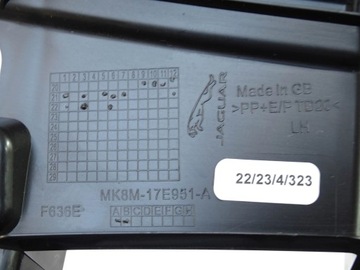 JAGUAR
Made in GB
>PP+E/P TD20<
LK
22/23/4/323
MK8M-17E951-A
F636E
A B C D E F G